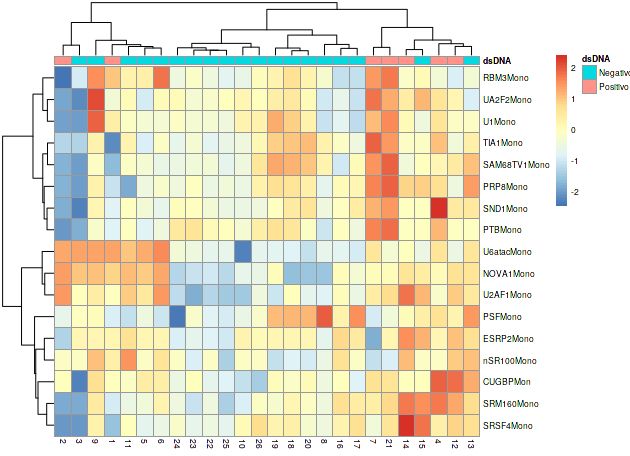 dsDNA
RBM3Mono
UA2F2Mono
U1Mono
TIA1Mono
SAM68TV1Mono
PRP8Mono
SND1Mono
PTBMono
U6atacMono
NOVA1Mono
U2AF1Mono
PSFMono
ESRP2Mono
nSR100Mono
CUGBPMon
SRM160Mono
SRSF4Mono
2 3 9 1 11 5 6 24 23 22 25 10 26 19 18 20 8 16 17 7 21 14 15 4 12 13
2
1
0
-1
-2
dsDNA
Negativo
Positivo